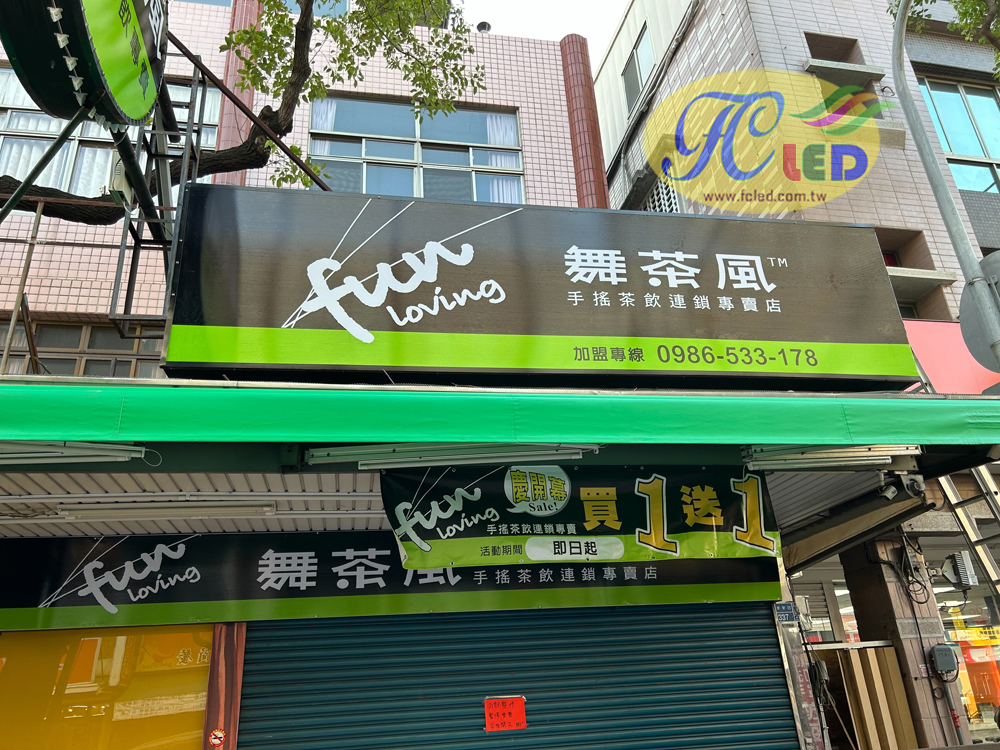 FC LED
www.fcled.com.tw
fun
Loving
舞茶風™
手搖茶飲連鎖專賣店
加盟專線 0986-533-178
fun
Loving
慶開幕
Sale!
買1送1
手搖茶飲連鎖專賣
活動期間 即日起
fun
Loving
舞茶風 手搖茶飲連鎖專賣店